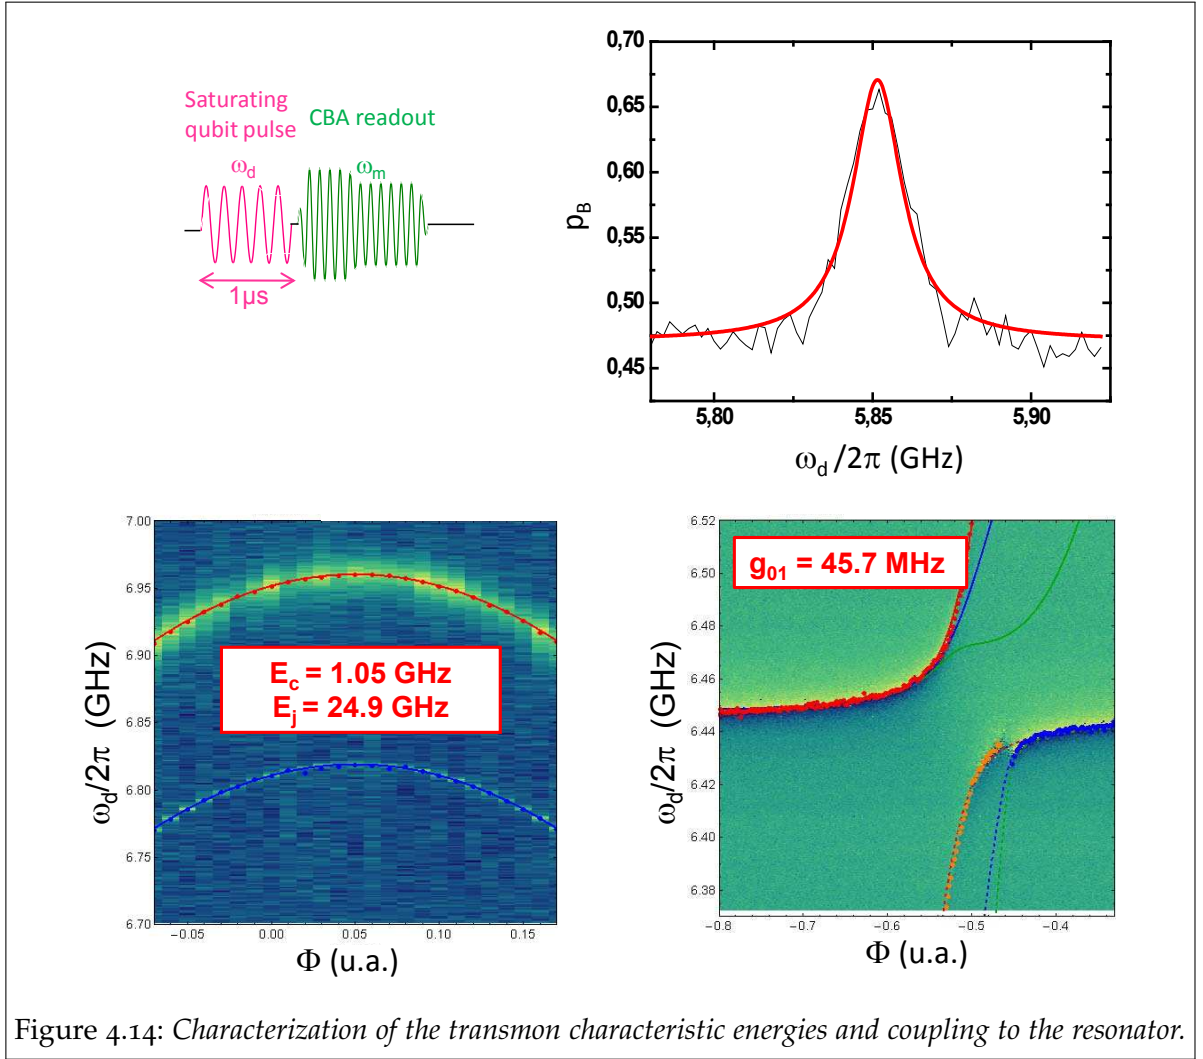 Saturating
qubit pulse
CBA readout
ωd
ωm
1µs
0,70
0,65
0,60
0,55
0,50
0,45
pB
5,80 5,85 5,90
ωd /2π (GHz)
7.00
6.95
6.90
6.85
6.80
6.75
6.70
ωd/2π (GHz)
Ec = 1.05 GHz
Ej = 24.9 GHz
−0.05 0.00 0.05 0.10 0.15
Φ (u.a.)
6.52
6.50
6.48
6.46
6.44
6.42
6.40
6.38
ωd/2π (GHz)
g01 = 45.7 MHz
−0.8 −0.7 −0.6 −0.5 −0.4
Φ (u.a.)
Figure 4.14: Characterization of the transmon characteristic energies and coupling to the resonator.